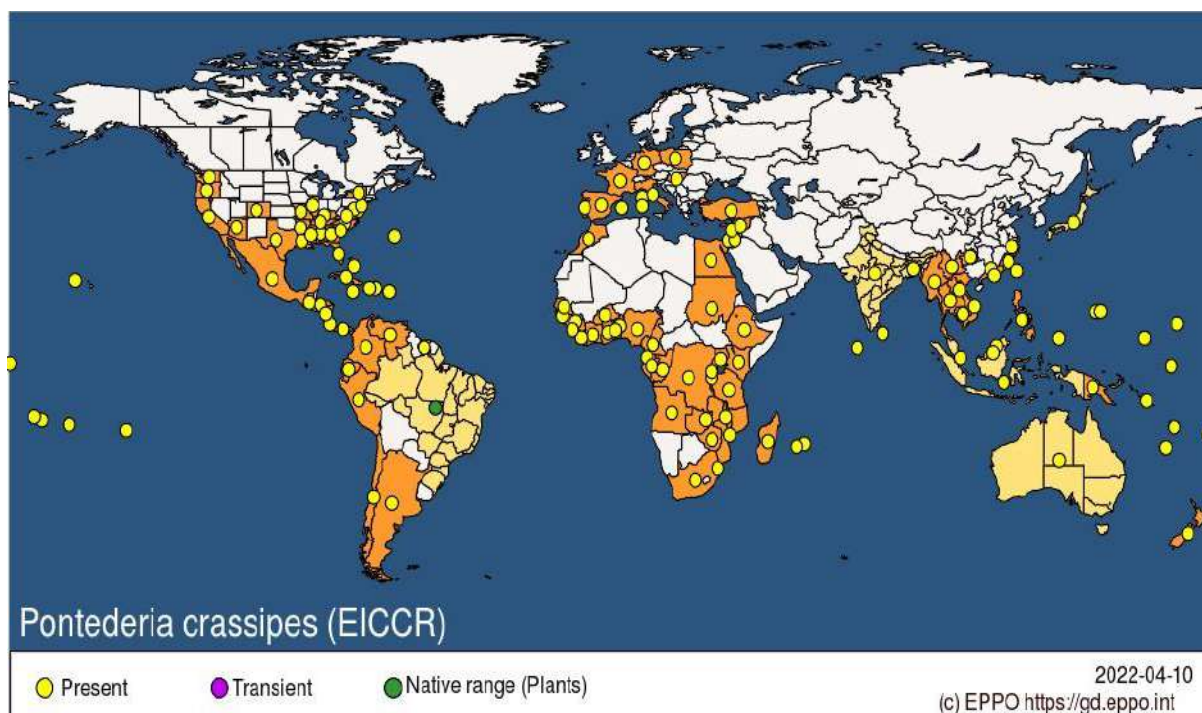 Pontederia crassipes (EICCR)
Present
Transient
Native range (Plants)
2022-04-10
(c) EPPO https://gd.eppo.int